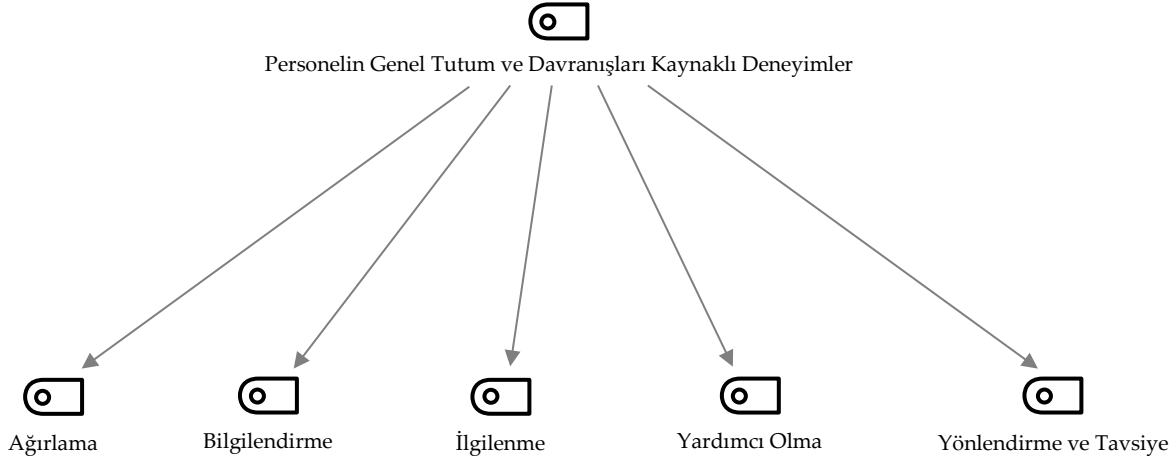 Personelin Genel Tutum ve Davranışları Kaynaklı Deneyimler
Ağırlama
Bilgilendirme
İlgilenme
Yardımcı Olma
Yönlendirme ve Tavsiye